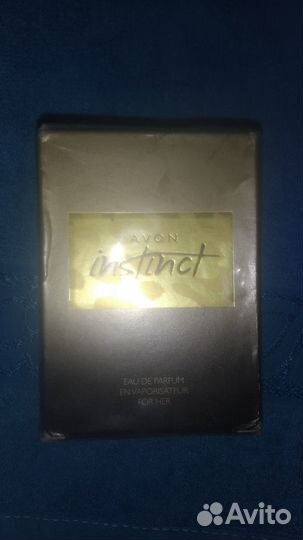 AVON
instinct
EAU DE PARFUM
EN VAPORISATEUR
FOR HER
Avito